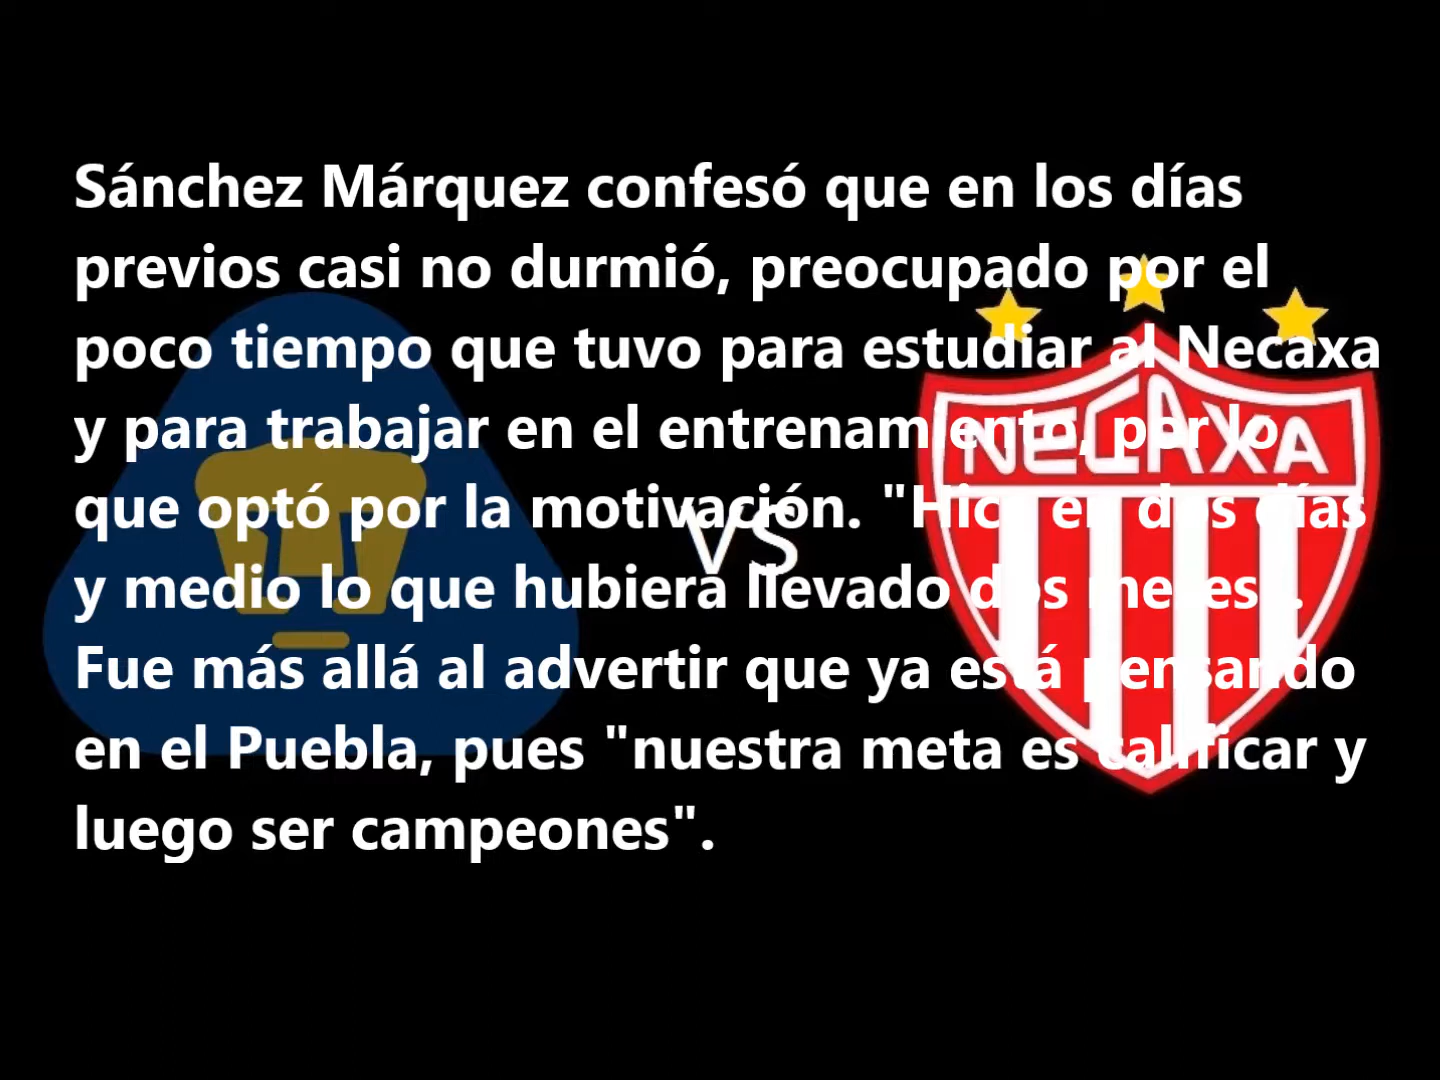 Sánchez Márquez confesó que en los días
previos casi no durmió, preocupado por el
poco tiempo que tuvo para estudiar al Necaxa
y para trabajar en el entrenamiento, por lo
que optó por la motivación. "Hice en dos días
y medio lo que hubiera llevado dos meses".
Fue más allá al advertir que ya está pensando
en el Puebla, pues "nuestra meta es calificar y
luego ser campeones".
VS
NECAXA